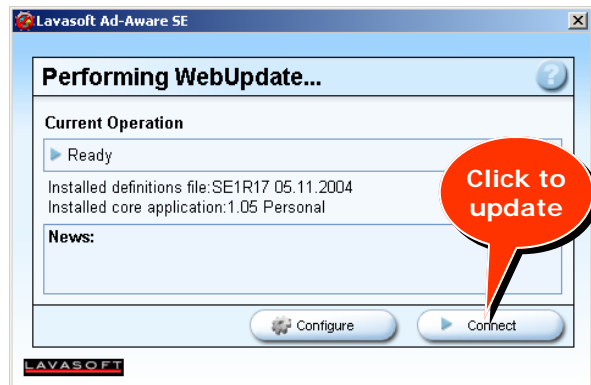 Lavasoft Ad-Aware SE
Performing WebUpdate...
?
Current Operation
Ready
Installed definitions file:SE1R17 05.11.2004
Installed core application:1.05 Personal
Click to
update
News:
Configure
Connect
LAVASOFT